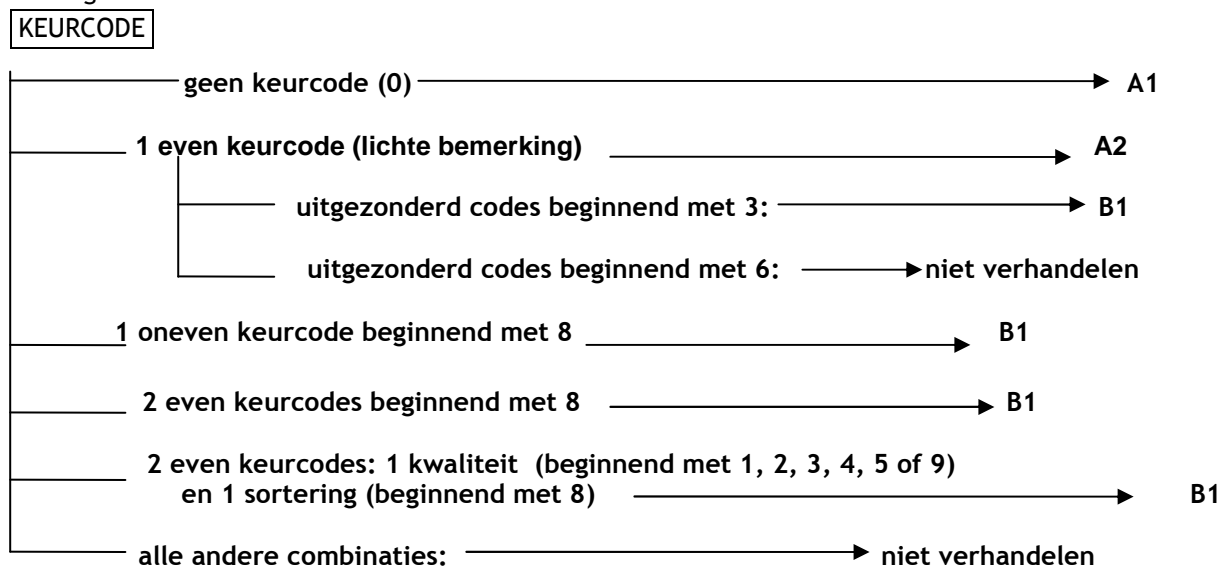 KEURCODE
geen keurcode (0) A1
1 even keurcode (lichte bemerking) A2
uitgezonderd codes beginnend met 3: B1
uitgezonderd codes beginnend met 6: niet verhandelen
1 oneven keurcode beginnend met 8 B1
2 even keurcodes beginnend met 8 B1
2 even keurcodes: 1 kwaliteit (beginnend met 1, 2, 3, 4, 5 of 9)
en 1 sortering (beginnend met 8) B1
alle andere combinaties: niet verhandelen